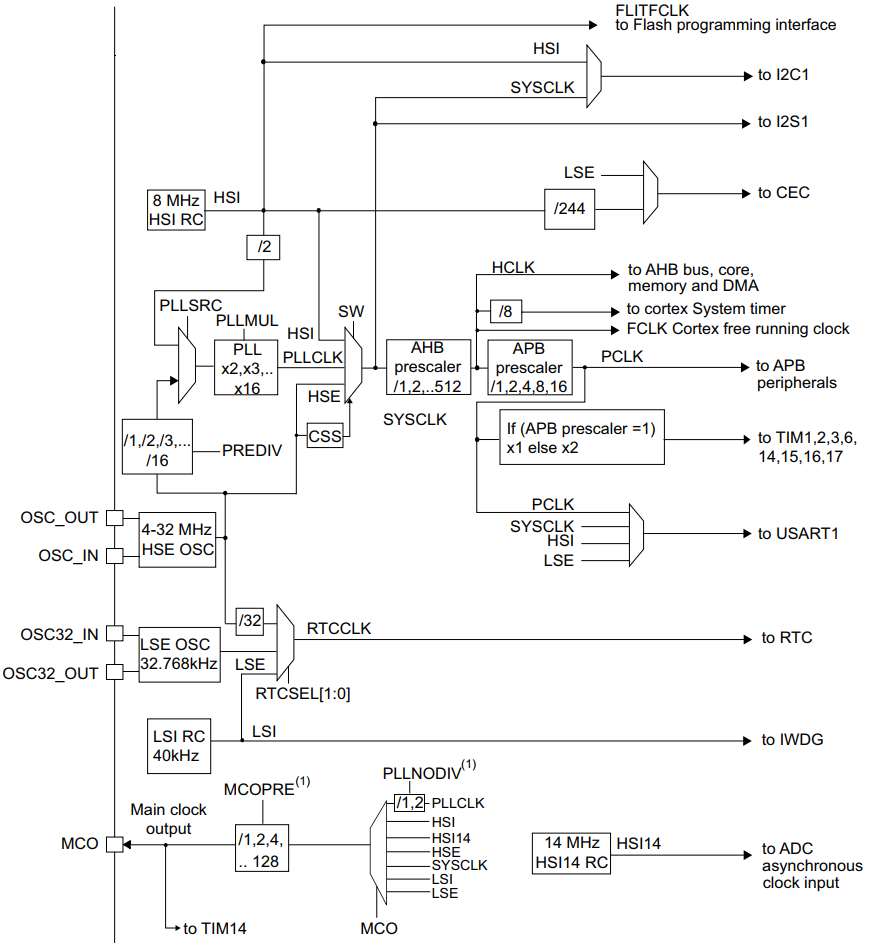 FLITFCLK
to Flash programming interface
HSI
to I2C1
SYSCLK
to I2S1
LSE
to CEC
8 MHz
HSI RC
HSI
/244
/2
HCLK
to AHB bus, core,
memory and DMA
/8
to cortex System timer
FCLK Cortex free running clock
PLLSRC
PLLMUL
SW
HSI
PLL
x2,x3,..
x16
PLLCLK
HSE
CSS
AHB
prescaler
/1,2,..512
APB
prescaler
/1,2,4,8,16
PCLK
to APB
peripherals
SYSCLK
/1,/2,/3,...
/16
PREDIV
If (APB prescaler =1)
x1 else x2
to TIM1,2,3,6,
14,15,16,17
PCLK
SYSCLK
HSI
LSE
to USART1
OSC_OUT
OSC_IN
4-32 MHz
HSE OSC
/32
RTCCLK
to RTC
OSC32_IN
OSC32_OUT
LSE OSC
32.768kHz
LSE
RTCSEL[1:0]
LSI RC
40kHz
LSI
to IWDG
PLLNODIV(1)
MCOPRE(1)
/1,2
PLLCLK
HSI
HSI14
HSE
SYSCLK
LSI
LSE
Main clock
output
MCO
/1,2,4,
.. 128
14 MHz
HSI14 RC
HSI14
to ADC
asynchronous
clock input
to TIM14
MCO